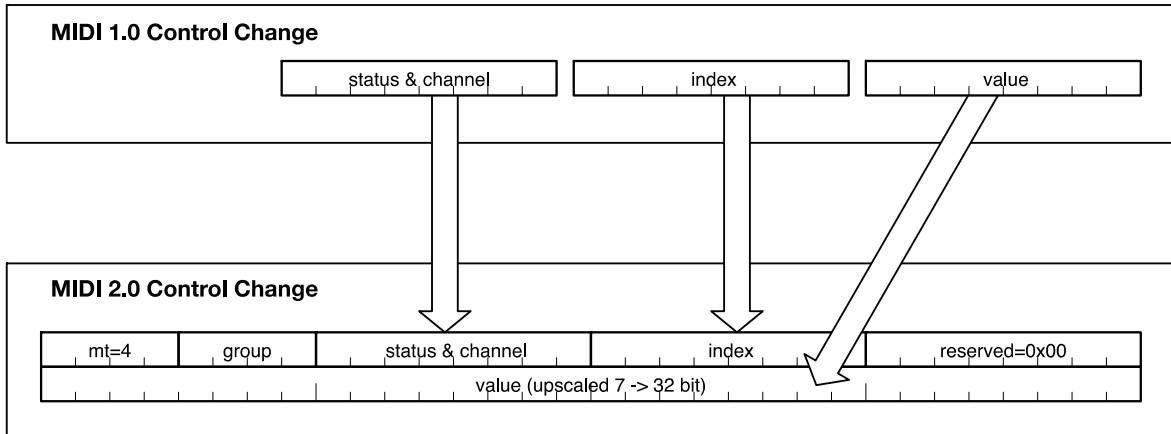 MIDI 1.0 Control Change
status & channel index value
MIDI 2.0 Control Change
mt=4 group status & channel index reserved=0x00
value (upscaled 7 -> 32 bit)